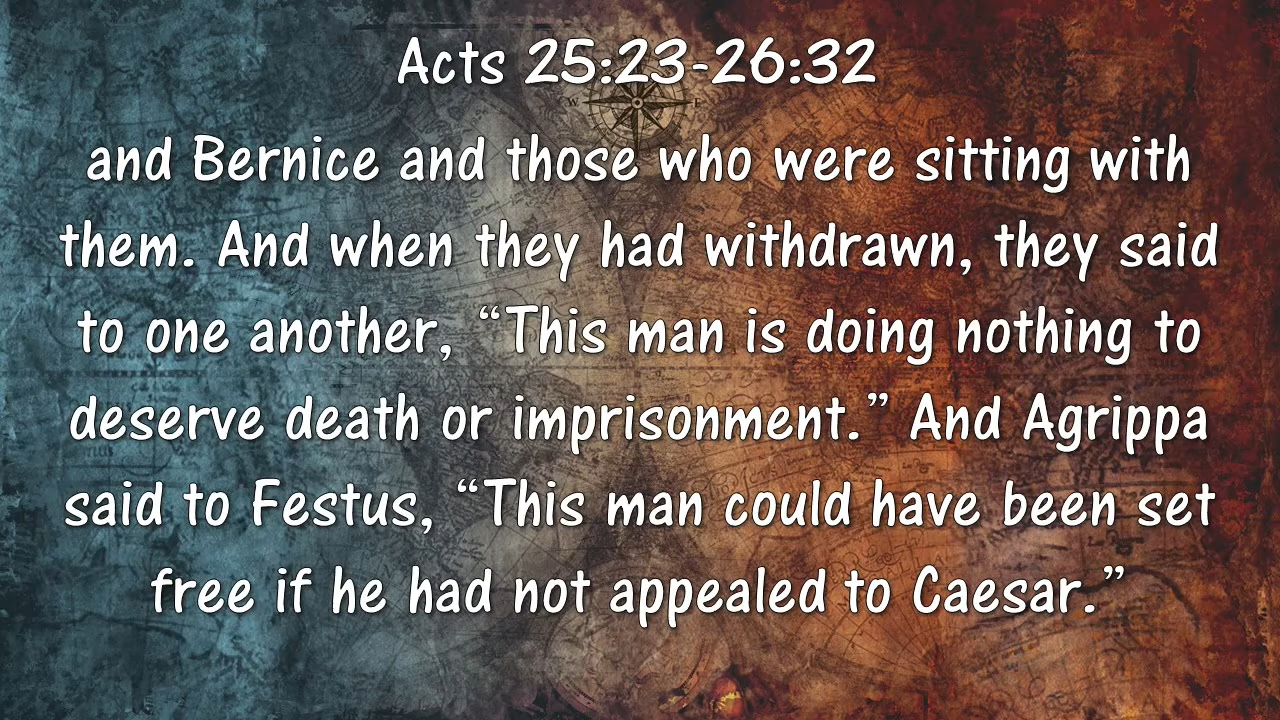 Acts 25:23-26:32
W E
and Bernice and those who were sitting with
them. And when they had withdrawn, they said
to one another, “This man is doing nothing to
deserve death or imprisonment.” And Agrippa
said to Festus, “This man could have been set
free if he had not appealed to Caesar.”